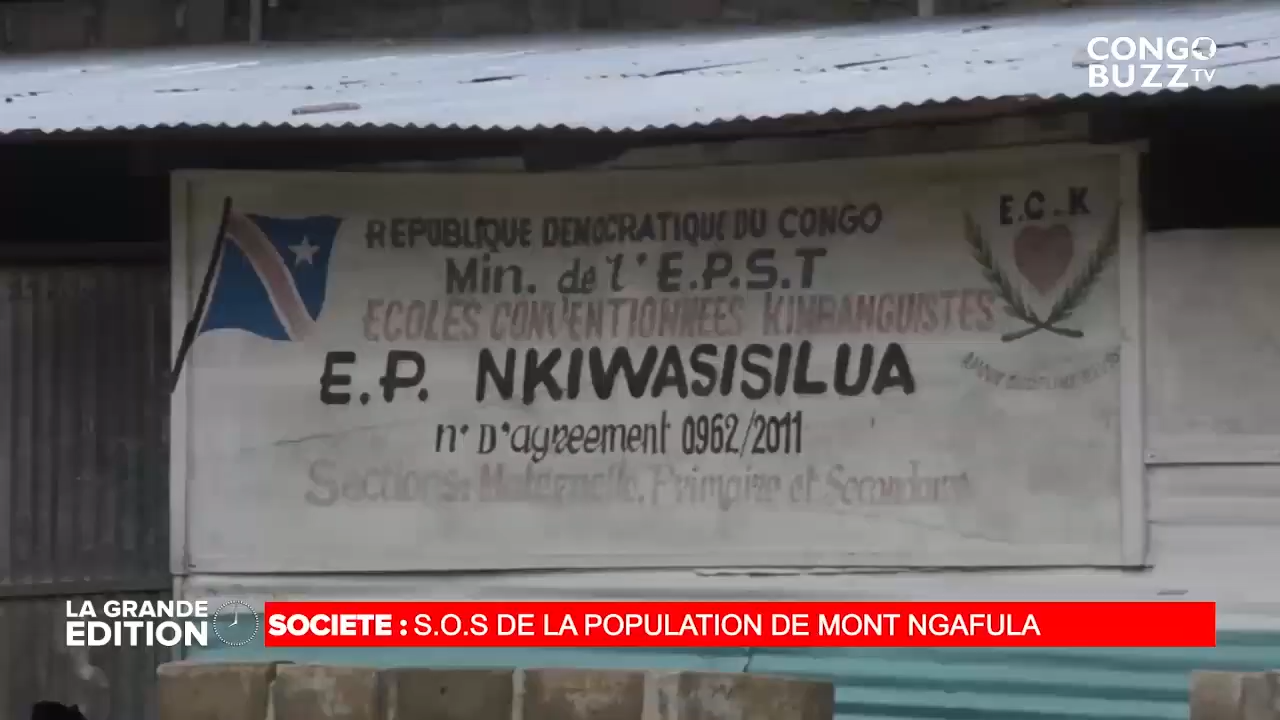 CONGO
BUZZ TV
REPUBLIQUE DEMOCRATIQUE DU CONGO
Min. de l'E.P.S.T
ECOLES CONVENTIONNEES KIMBANGUISTES
E.C.K
E.P. NKIWASISILUA
n° D'agreement 0962/2011
Sections: Maternelle, Primaire et Secondaire
LA GRANDE
EDITION
SOCIETE : S.O.S DE LA POPULATION DE MONT NGAFULA